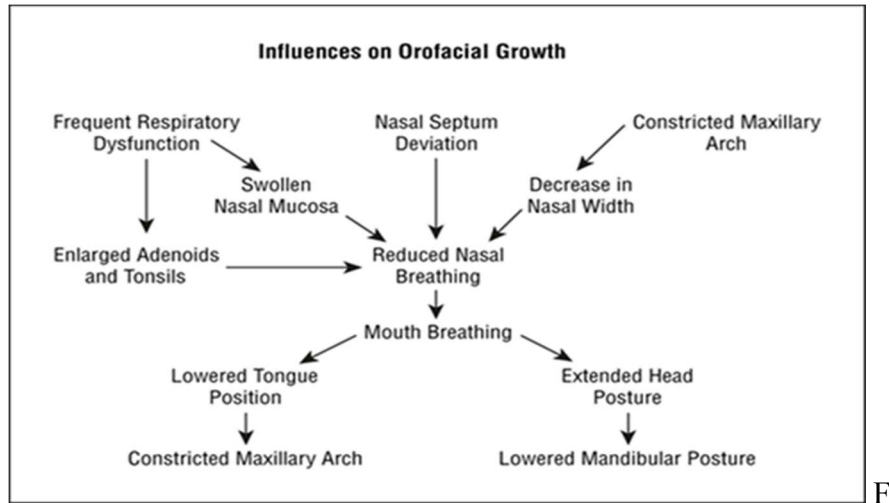 Influences on Orofacial Growth
Frequent Respiratory
Dysfunction
Nasal Septum
Deviation
Constricted Maxillary
Arch
Swollen
Nasal Mucosa
Decrease in
Nasal Width
Enlarged Adenoids
and Tonsils
Reduced Nasal
Breathing
Mouth Breathing
Lowered Tongue
Position
Extended Head
Posture
Constricted Maxillary Arch
Lowered Mandibular Posture
F